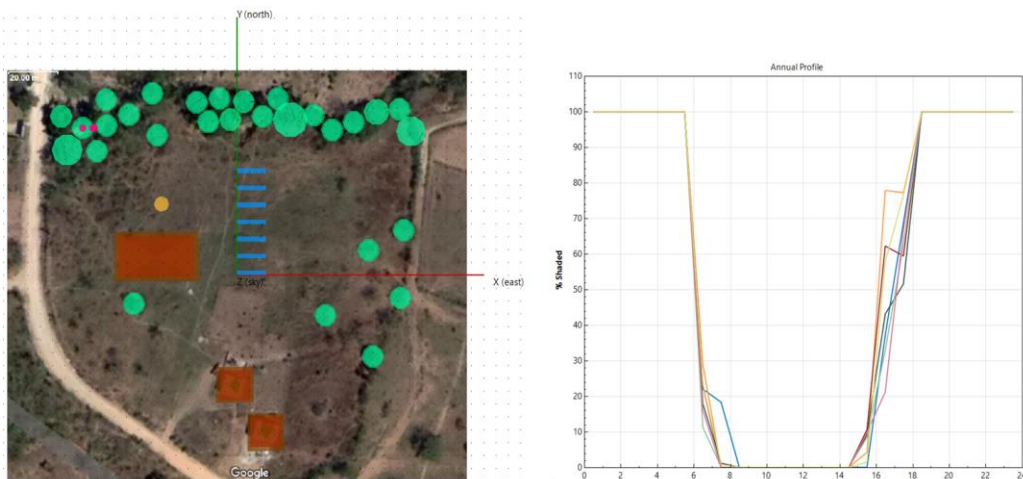 Y (north)
20.00 m
Z (sky)
X (east)
Google
Annual Profile
% Shaded
110
100
90
80
70
60
50
40
30
20
10
0
0 2 4 6 8 10 12 14 16 18 20 22 24